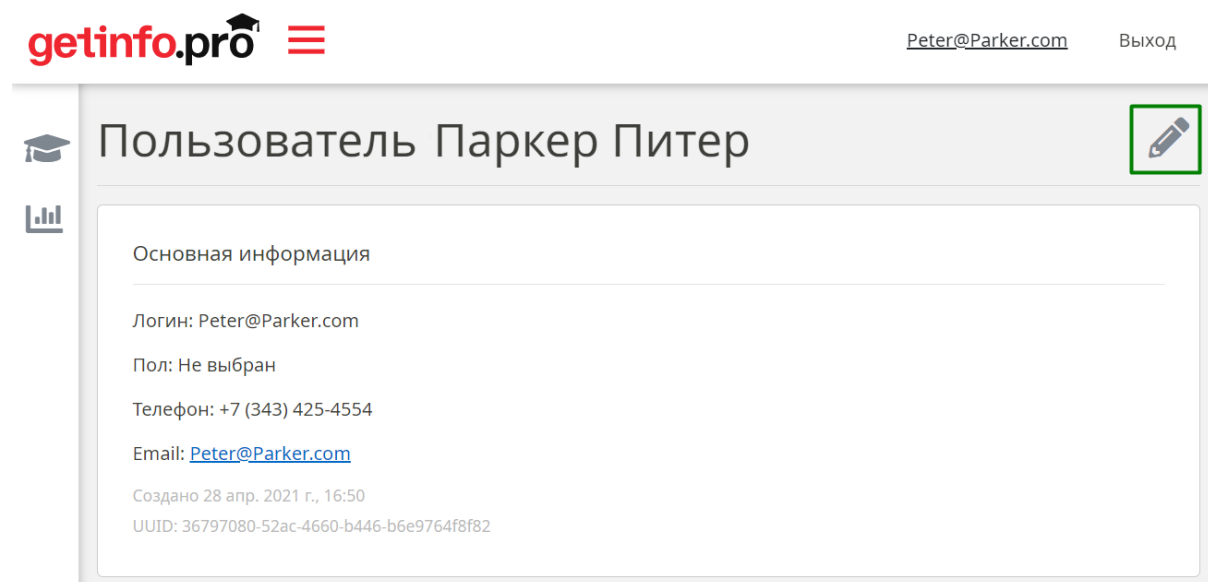 getinfo.pro
Peter@Parker.com Выход
Пользователь Паркер Питер
Основная информация
Логин: Peter@Parker.com
Пол: Не выбран
Телефон: +7 (343) 425-4554
Email: Peter@Parker.com
Создано 28 апр. 2021 г., 16:50
UUID: 36797080-52ac-4660-b446-b6e9764f8f82